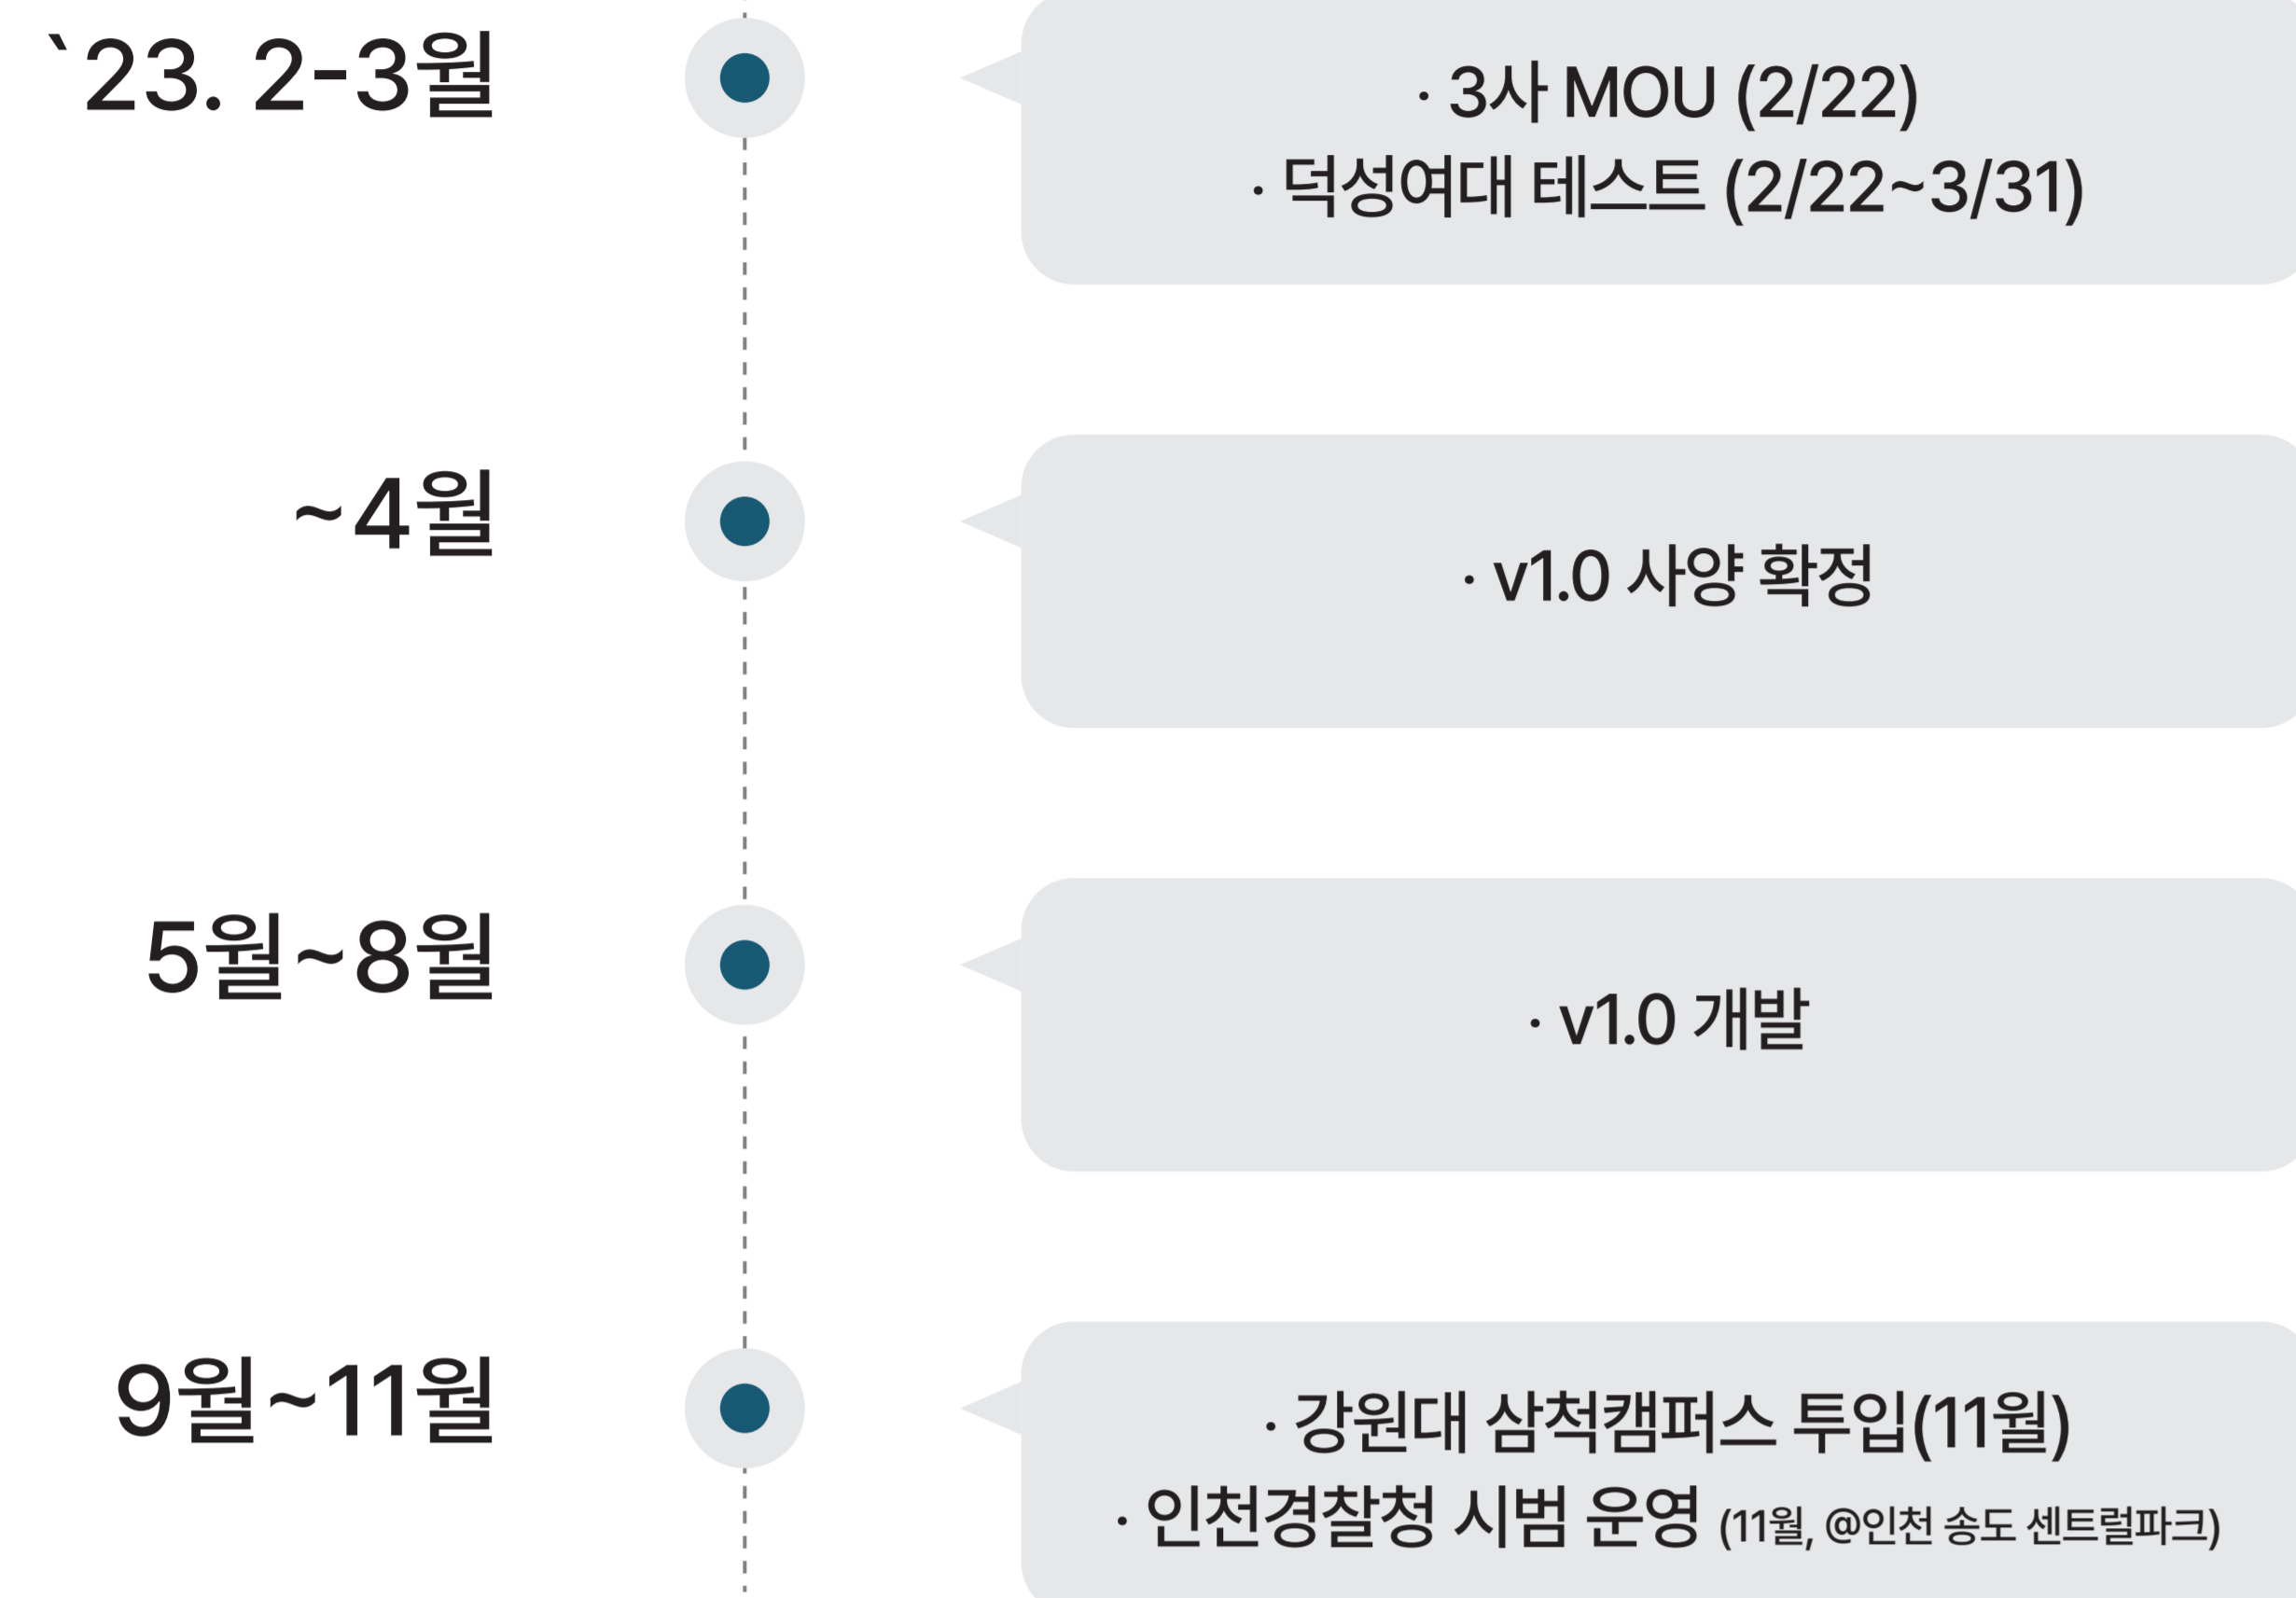 `23. 2-3월
· 3사 MOU (2/22)
· 덕성여대 테스트 (2/22~3/31)
~4월
· v1.0 사용 확정
5월~8월
· v1.0 개발
9월~11월
· 강원대 삼척캠퍼스 투입(11월)
· 인천경찰청 시범 운영 (11월, @인천 송도 센트럴파크)